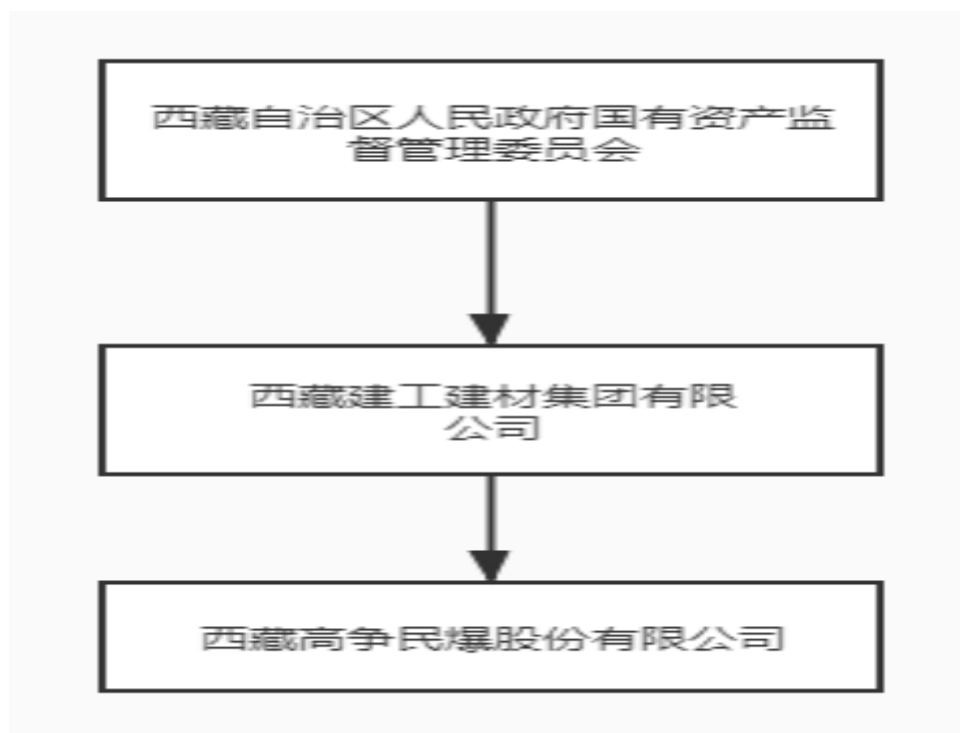 西藏自治区人民政府国有资产监
督管理委员会
西藏建工建材集团有限
公司
西藏高争民爆股份有限公司